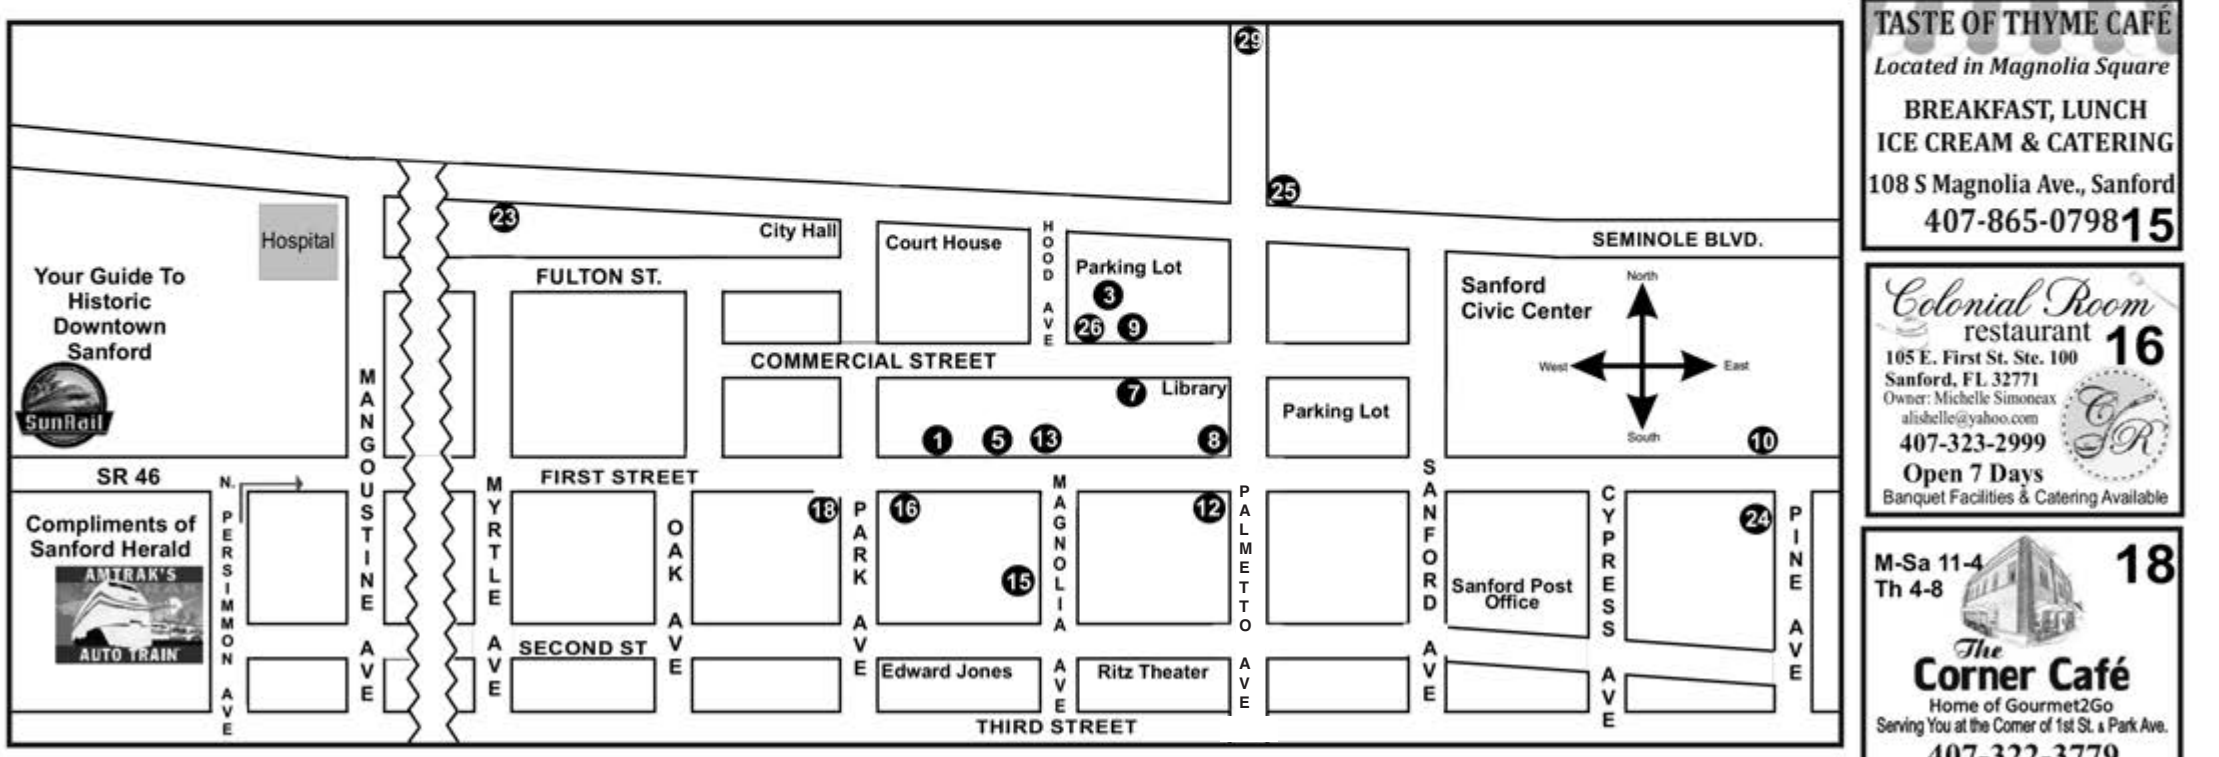 29
25
23
City Hall
Court House
HOOD AVE
Parking Lot
3
26 9
SEMINOLE BLVD.
Hospital
FULTON ST.
Your Guide To
Historic
Downtown
Sanford
SunRail
Sanford
Civic Center
North
West
East
South
COMMERCIAL STREET
7 Library
Parking Lot
1 5 13 8
10
MANGOUSTINE AVE
SR 46
N. PERSIMMON AVE
FIRST STREET
MYRTLE AVE
OAK AVE
18
PARK AVE
16
15
MAGNOLIA AVE
12
PALMETTO AVE
SANFORD AVE
CYPRESS AVE
24
PINE AVE
Compliments of
Sanford Herald
AMTRAK'S
AUTO TRAIN
Sanford Post
Office
SECOND ST
Edward Jones
Ritz Theater
THIRD STREET
TASTE OF THYME CAFÉ
Located in Magnolia Square
BREAKFAST, LUNCH
ICE CREAM & CATERING
108 S Magnolia Ave., Sanford
407-865-0798 15
Colonial Room
restaurant 16
105 E. First St. Ste. 100
Sanford, FL 32771
Owner: Michelle Simoneax
alishelle@yahoo.com
407-323-2999
Open 7 Days
Banquet Facilities & Catering Available
CR
M-Sa 11-4 18
Th 4-8
The
Corner Café
Home of Gourmet2Go
Serving You at the Corner of 1st St. & Park Ave.
407-322-3779